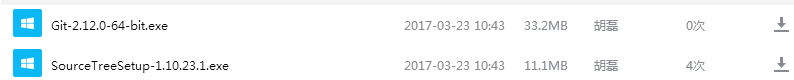 Git-2.12.0-64-bit.exe 2017-03-23 10:43 33.2MB 胡磊 0次
SourceTreeSetup-1.10.23.1.exe 2017-03-23 10:43 11.1MB 胡磊 4次